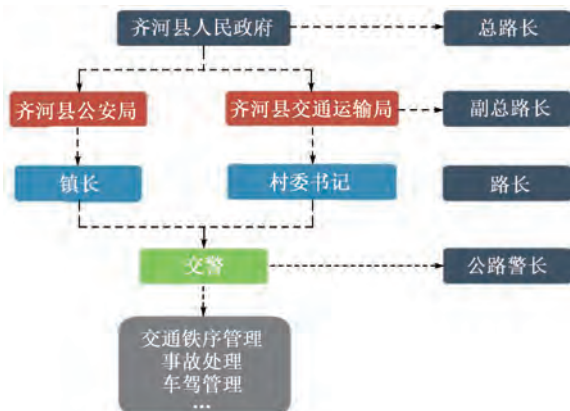 齐河县人民政府
总路长
齐河县公安局
齐河县交通运输局
副总路长
镇长
村委书记
路长
交警
公路警长
交通铁序管理
事故处理
车驾管理
...